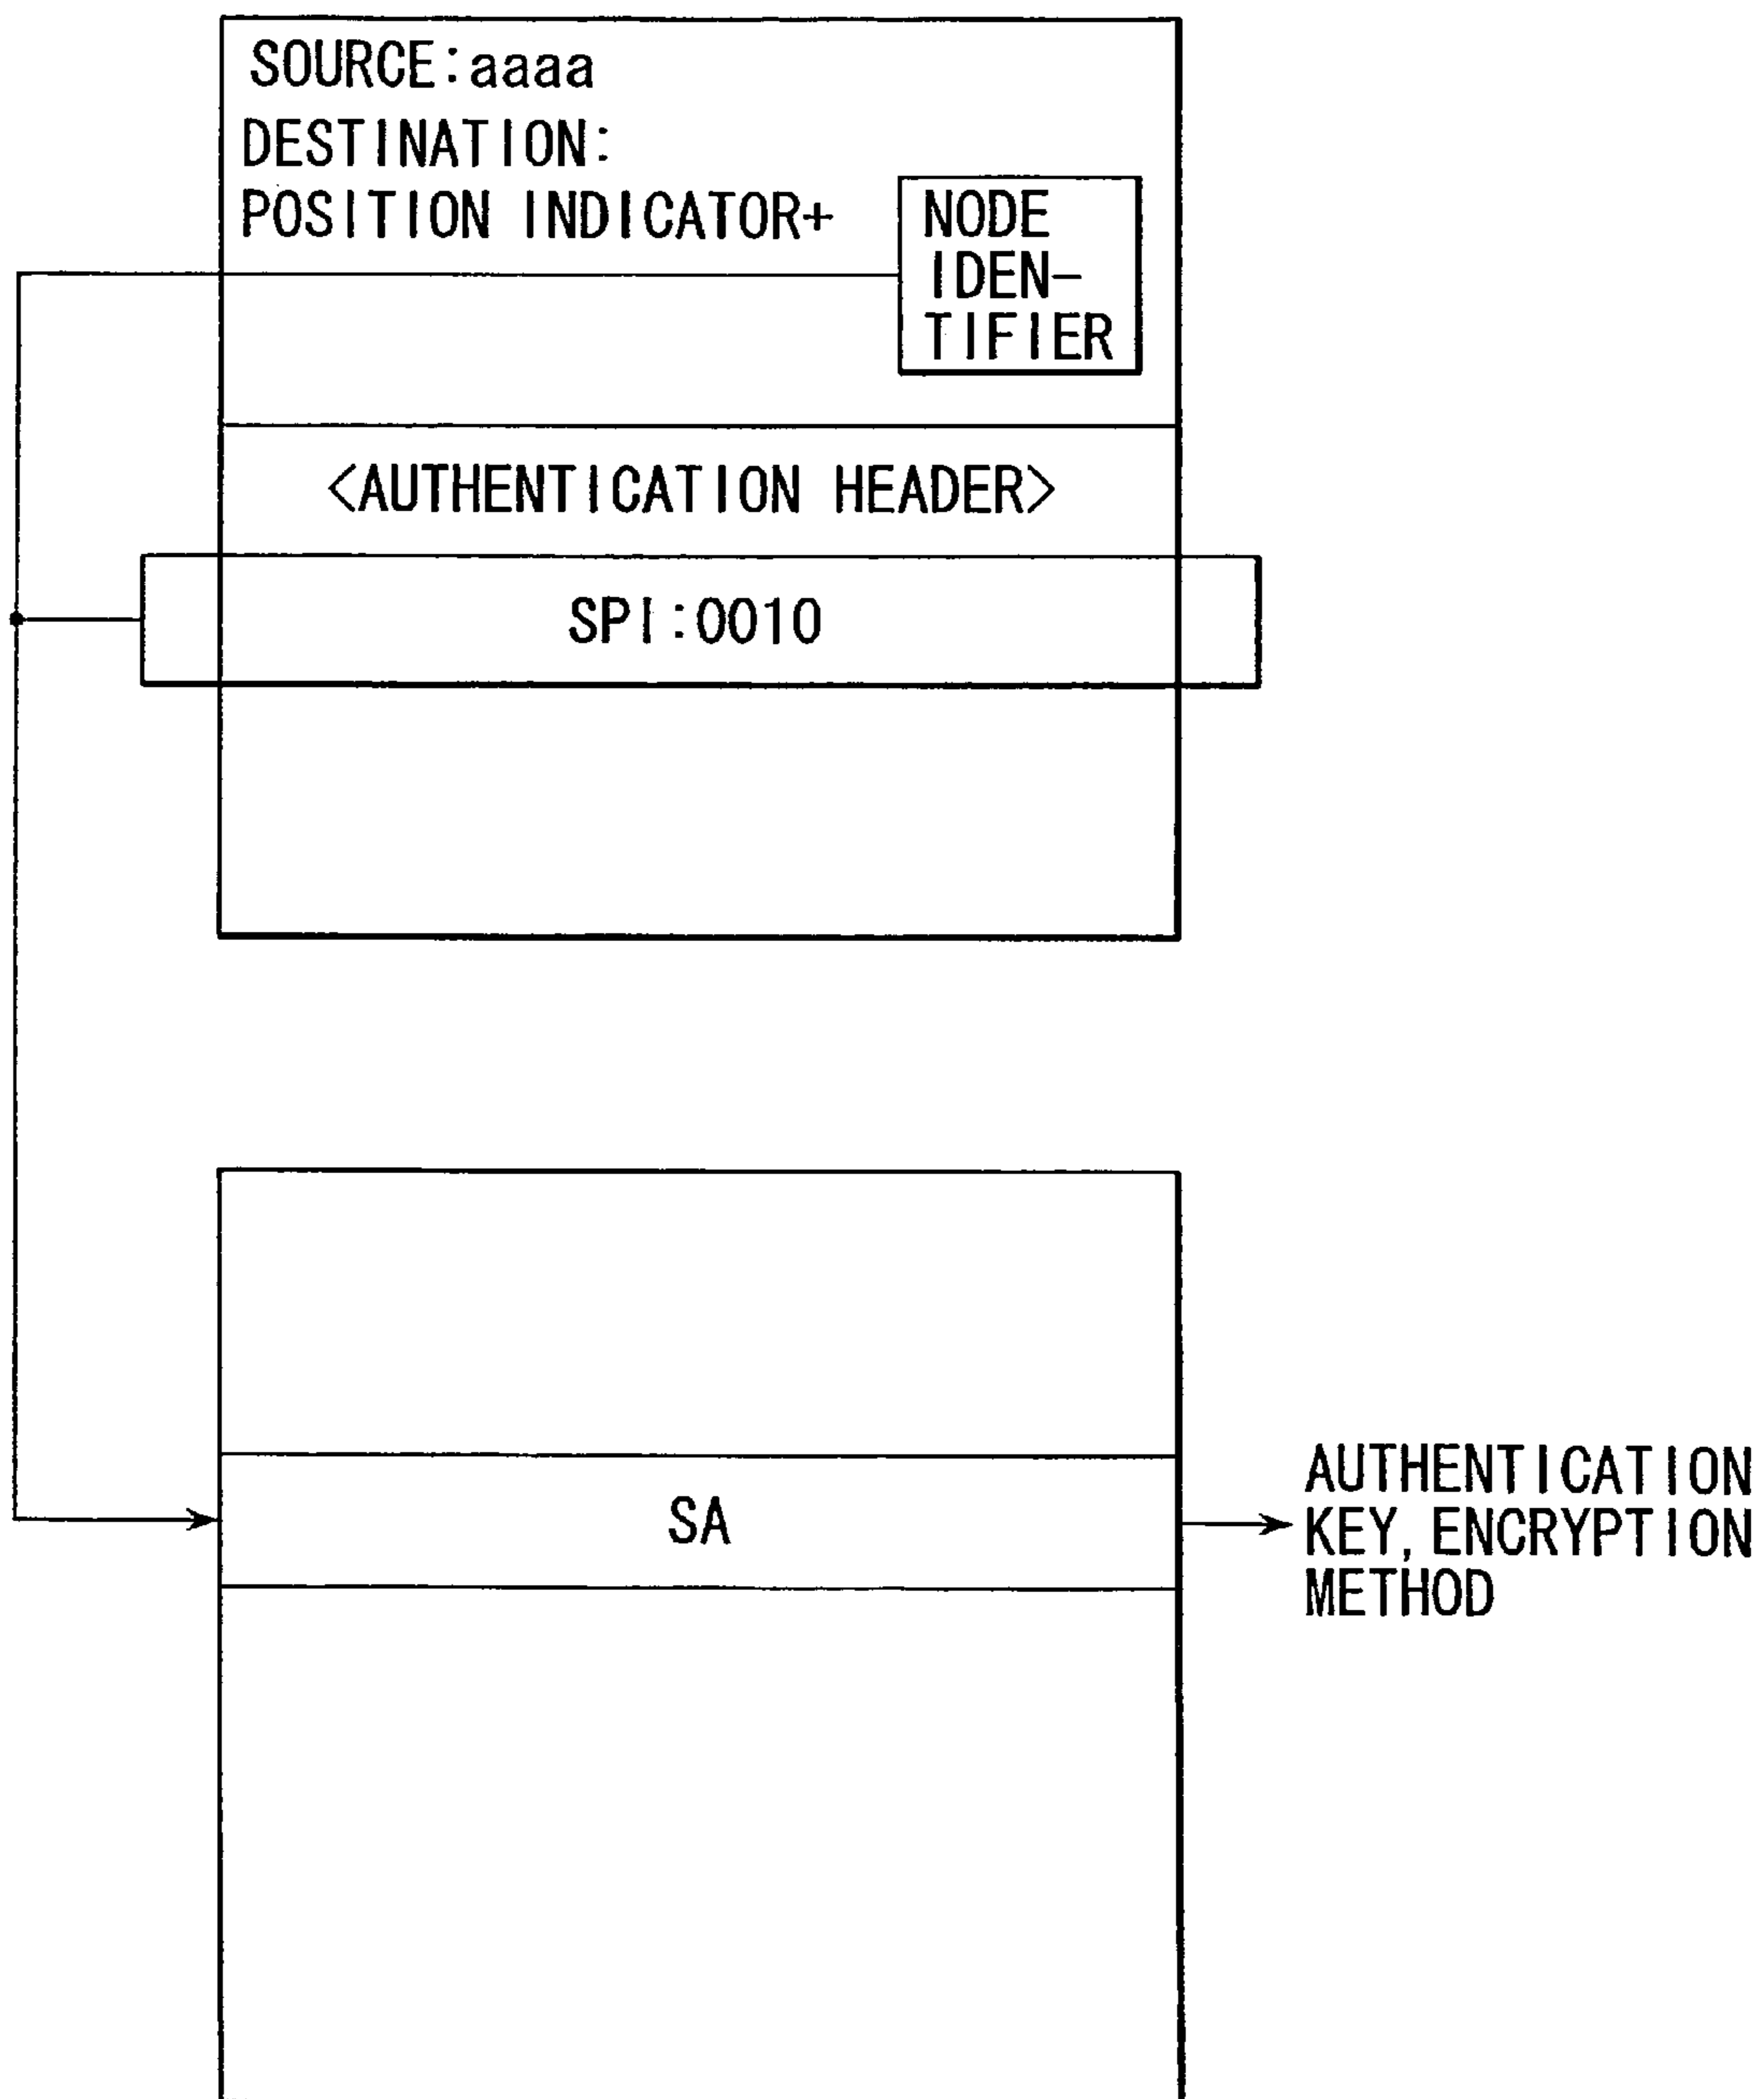 SOURCE:aaaa
DESTINATION:
POSITION INDICATOR+
NODE
IDEN-
TIFIER
<AUTHENTICATION HEADER>
SPI:0010
SA
AUTHENTICATION
KEY, ENCRYPTION
METHOD